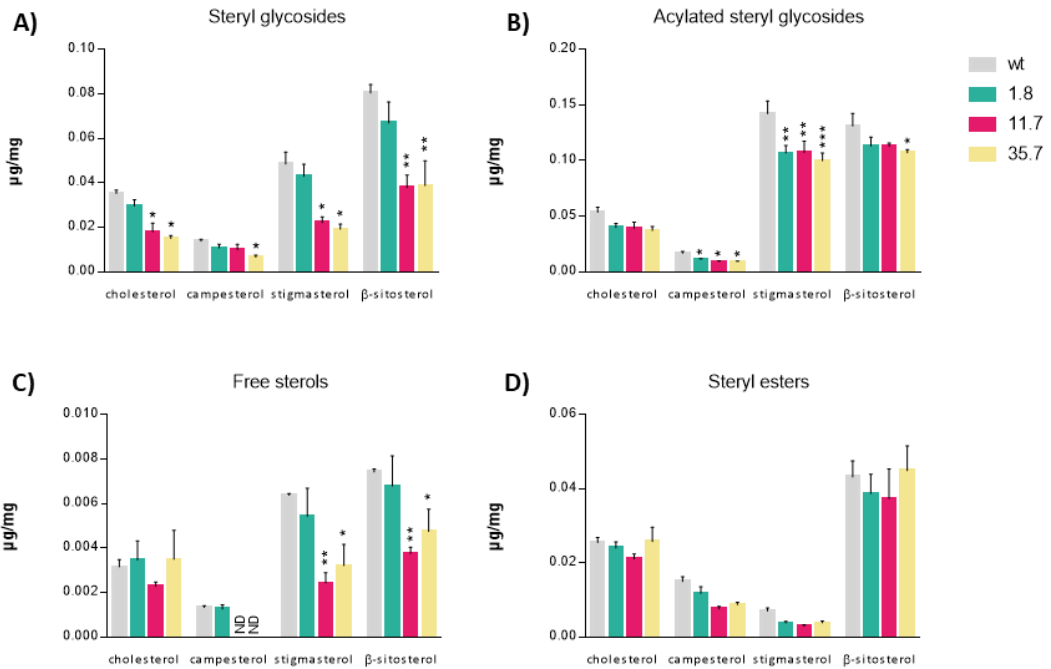 A)
Steryl glycosides
0.10
0.08
0.06
0.04
0.02
0.00
µg/mg
* *
*
* *
** **
cholesterol campesterol stigmasterol β-sitosterol
B)
Acylated steryl glycosides
0.20
0.15
0.10
0.05
0.00
µg/mg
* * *
** ** ***
*
cholesterol campesterol stigmasterol β-sitosterol
wt
1.8
11.7
35.7
C)
Free sterols
0.010
0.008
0.006
0.004
0.002
0.000
µg/mg
ND ND
** *
** *
cholesterol campesterol stigmasterol β-sitosterol
D)
Steryl esters
0.06
0.04
0.02
0.00
µg/mg
cholesterol campesterol stigmasterol β-sitosterol